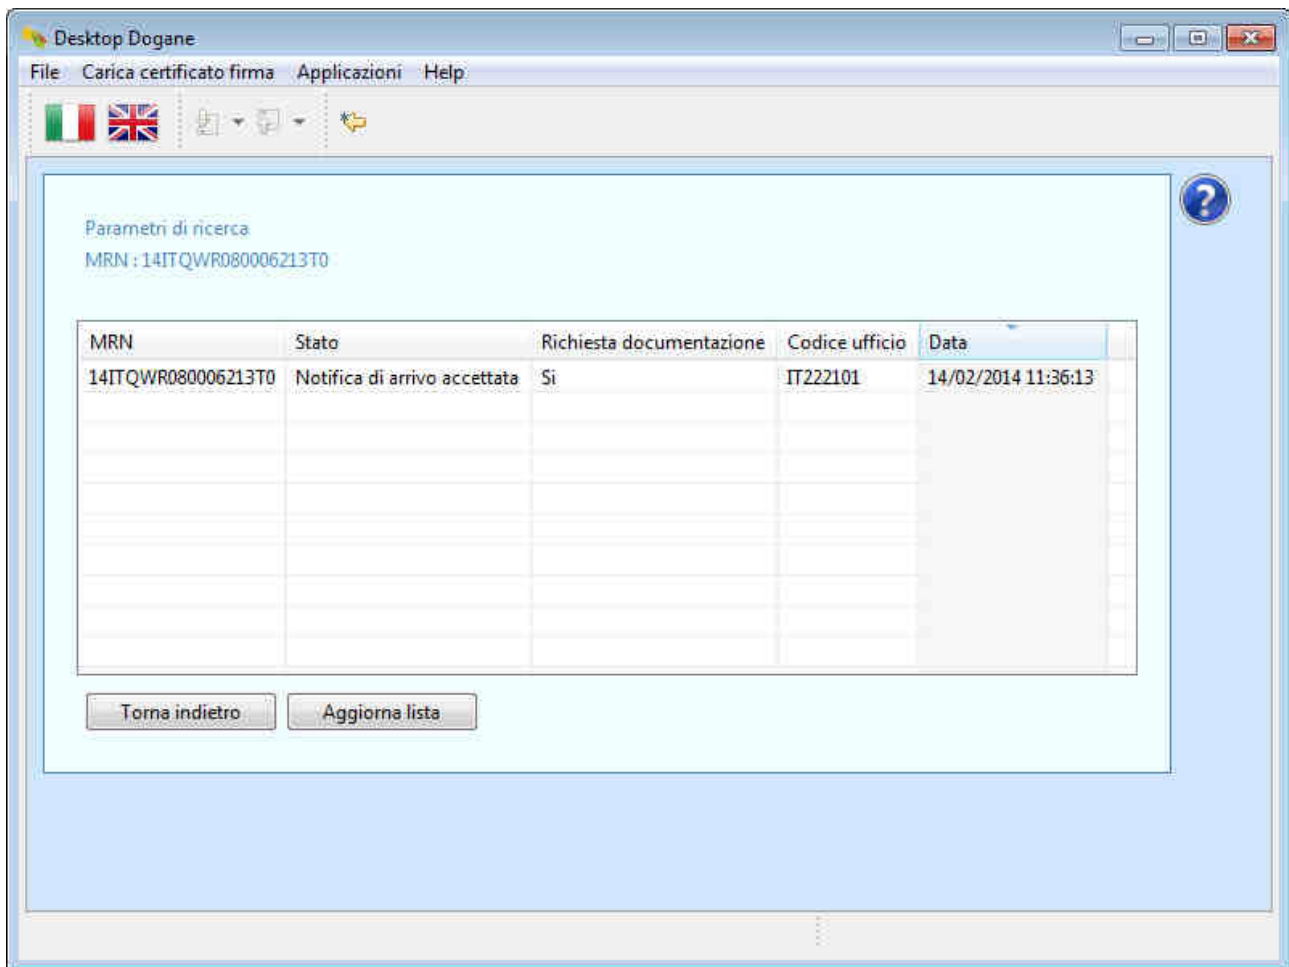 Desktop Dogane
File Carica certificato firma Applicazioni Help
Parametri di ricerca
MRN : 14ITQWR080006213T0
MRN Stato Richiesta documentazione Codice ufficio Data
14ITQWR080006213T0 Notifica di arrivo accettata Si IT222101 14/02/2014 11:36:13
Torna indietro Aggiorna lista